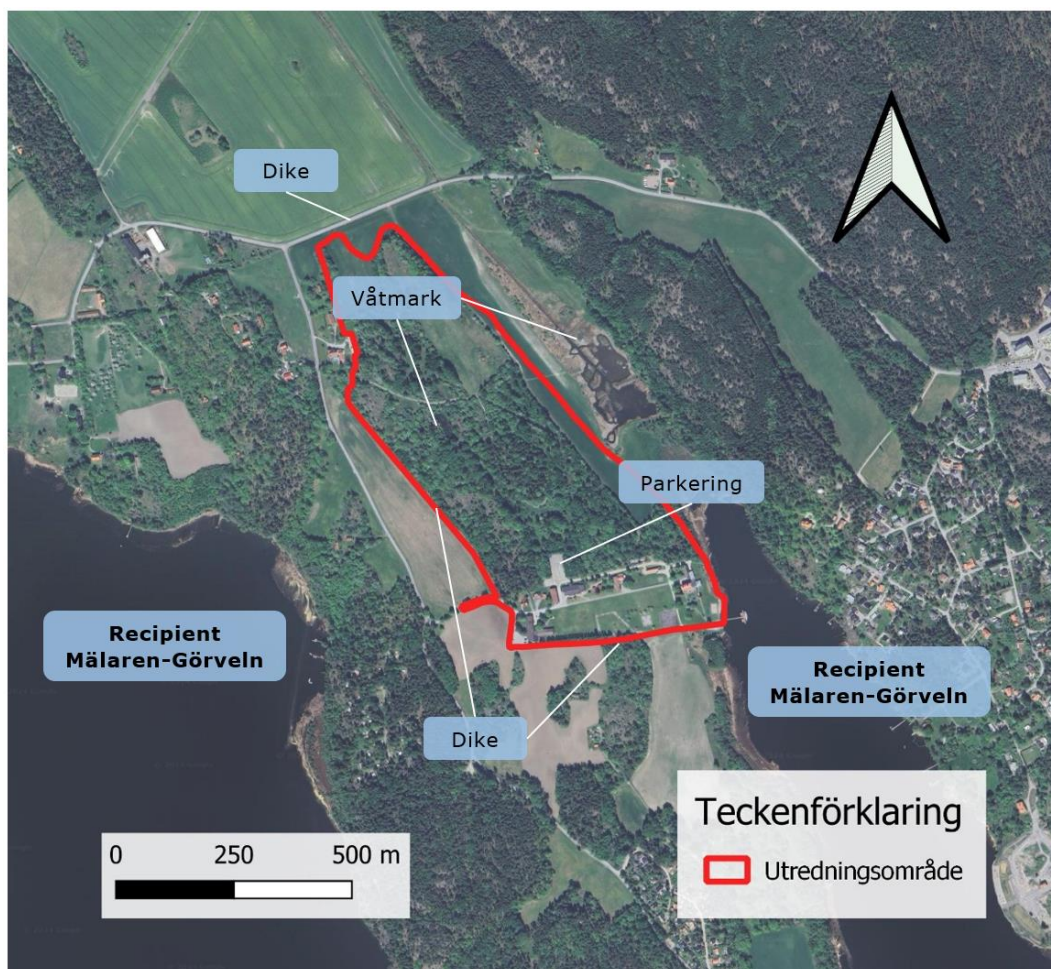 Dike
Våtmark
Parkering
Recipient
Mälaren-Görveln
Recipient
Mälaren-Görveln
Dike
Teckenförklaring
Utredningsområde
0 250 500 m